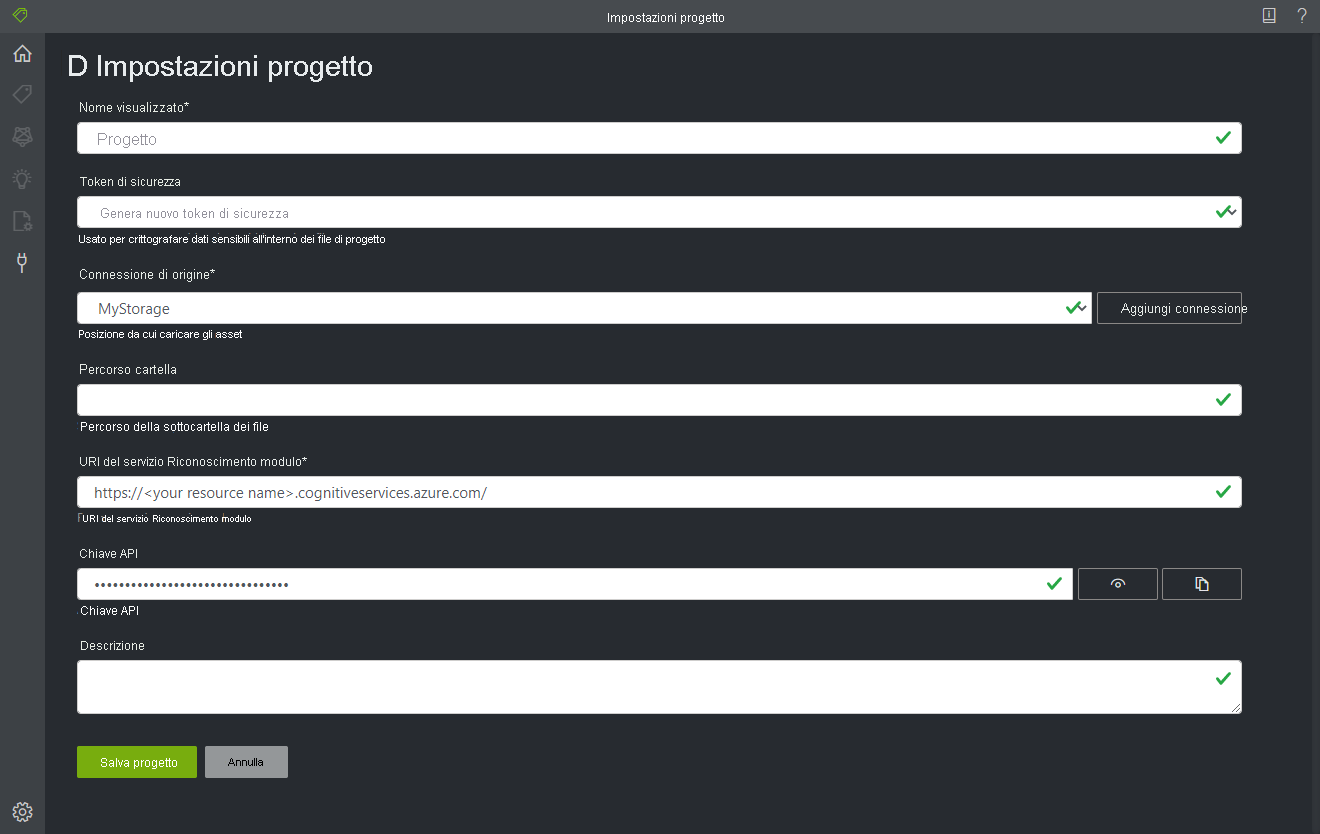 Impostazioni progetto
?
D Impostazioni progetto
Nome visualizzato*
Progetto
Token di sicurezza
Genera nuovo token di sicurezza
Usato per crittografare dati sensibili all'interno dei file di progetto
Connessione di origine*
MyStorage
Aggiungi connessione
Posizione da cui caricare gli asset
Percorso cartella
Percorso della sottocartella dei file
URI del servizio Riconoscimento modulo*
https://<your resource name>.cognitiveservices.azure.com/
URI del servizio Riconoscimento modulo
Chiave API
••••••••••••••••••••••••••••••••
Chiave API
Descrizione
Salva progetto
Annulla